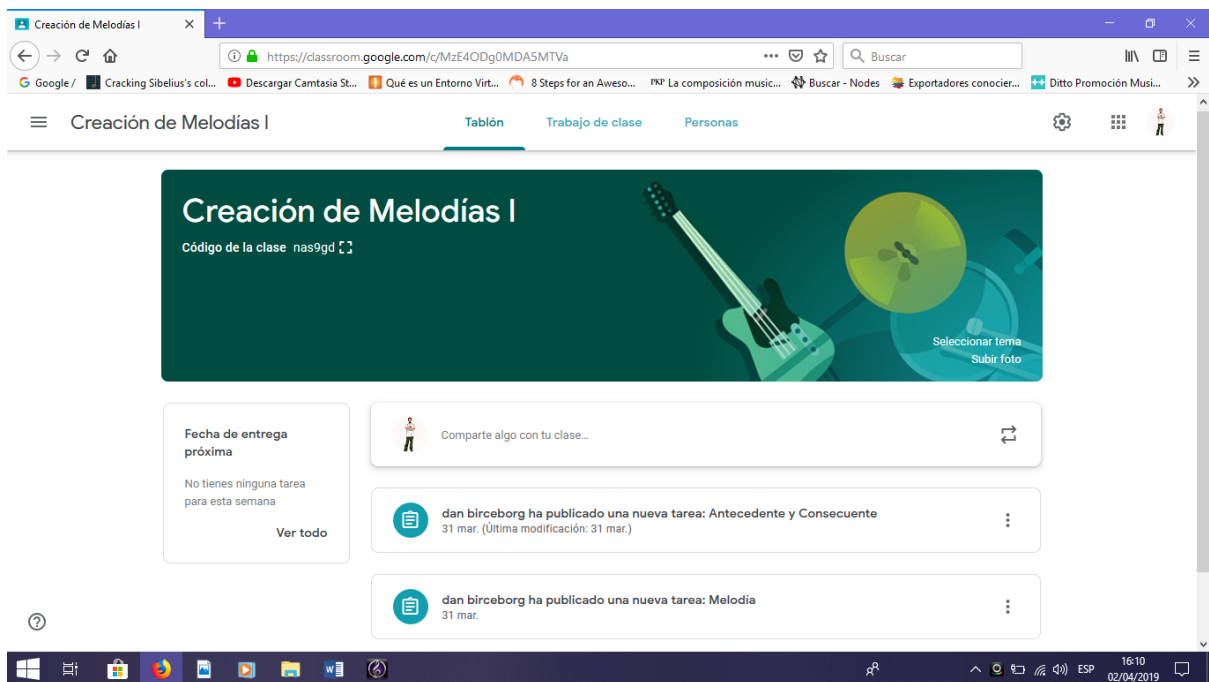 Creación de Melodías I
https://classroom.google.com/c/MzE4ODg0MDA5MTVa
Buscar
Google /
Cracking Sibelius's col...
Descargar Camtasia St...
Qué es un Entorno Virt...
8 Steps for an Aweso...
PKP La composición music...
Buscar - Nodes
Exportadores conocier...
Ditto Promoción Musi...
Creación de Melodías I
Tablón
Trabajo de clase
Personas
Creación de Melodías I
Código de la clase nas9gd
Seleccionar tema
Subir foto
Fecha de entrega
próxima
No tienes ninguna tarea
para esta semana
Ver todo
Comparte algo con tu clase...
dan birceborg ha publicado una nueva tarea: Antecedente y Consecuente
31 mar. (Última modificación: 31 mar.)
dan birceborg ha publicado una nueva tarea: Melodía
31 mar.
ESP
16:10
02/04/2019